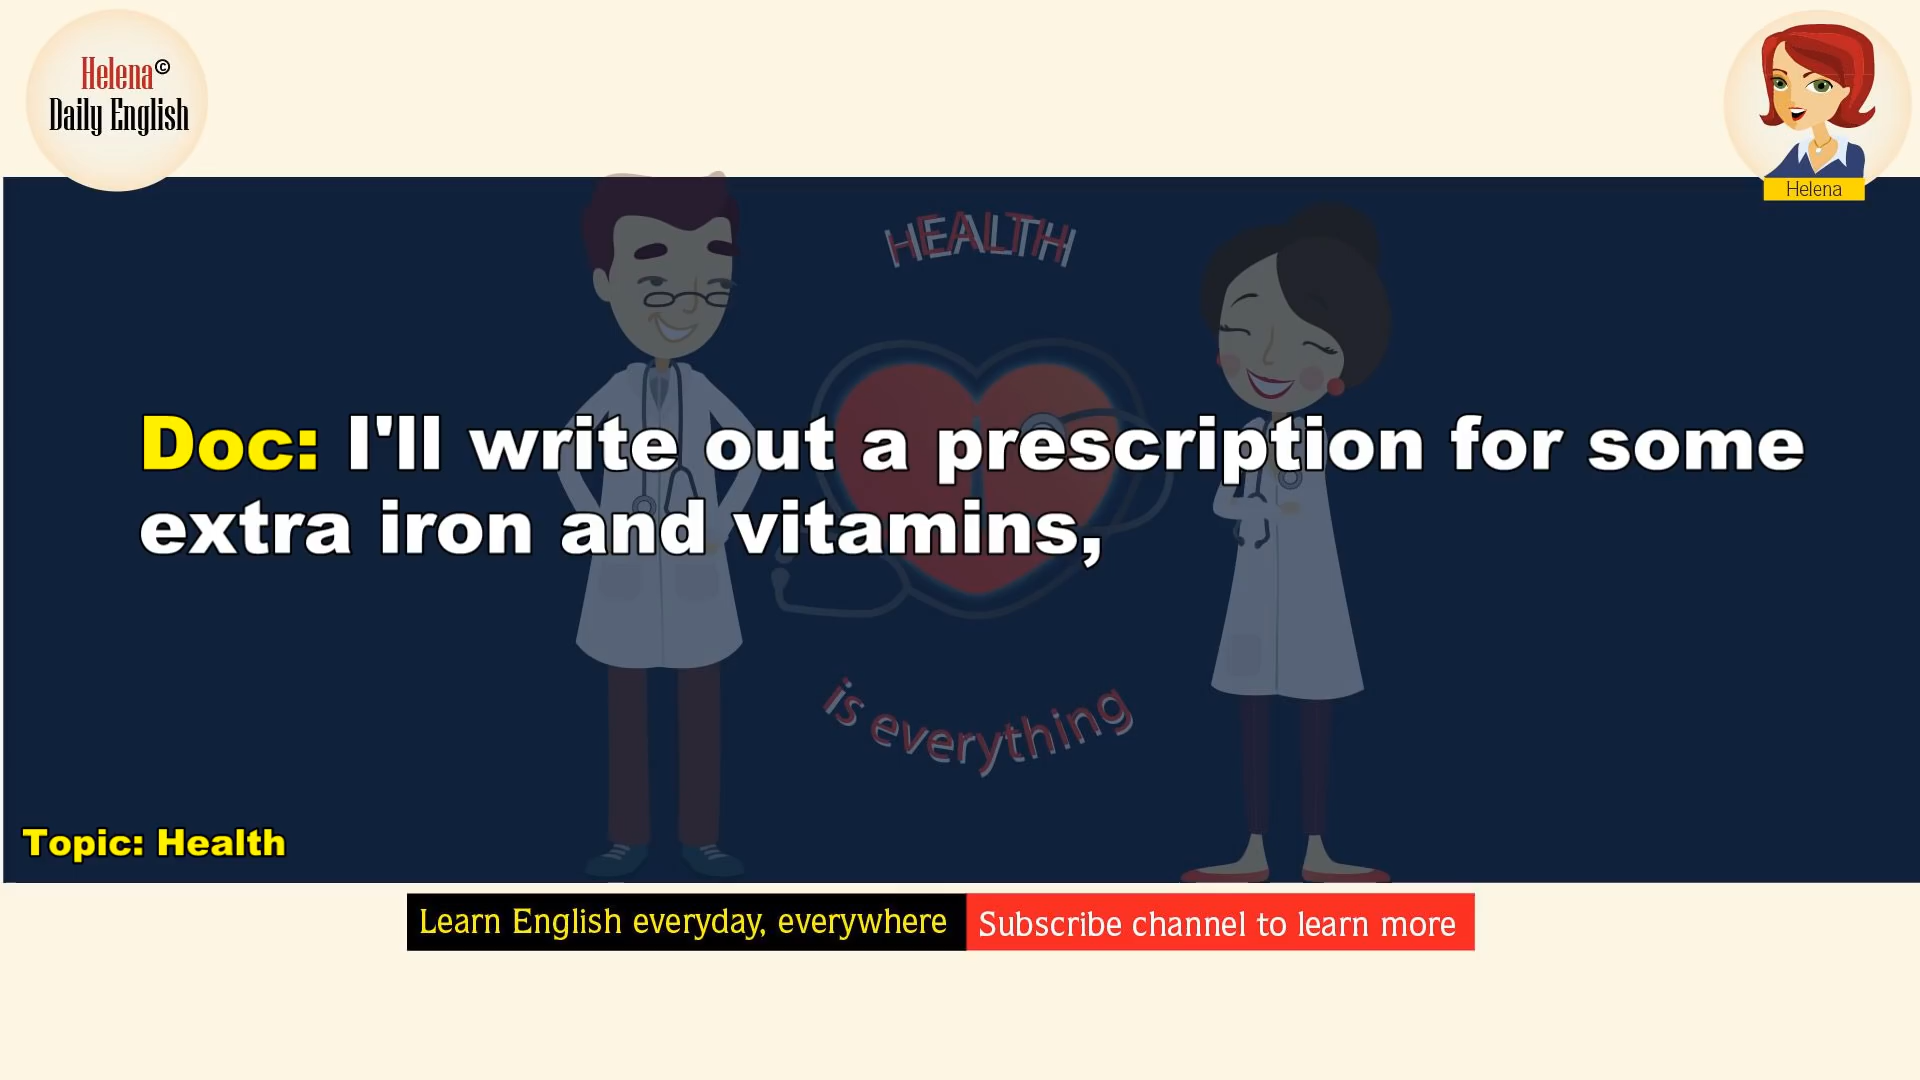 Helena©
Daily English
Helena
HEALTH
Doc: I'll write out a prescription for some
extra iron and vitamins,
is everything
Topic: Health
Learn English everyday, everywhere
Subscribe channel to learn more